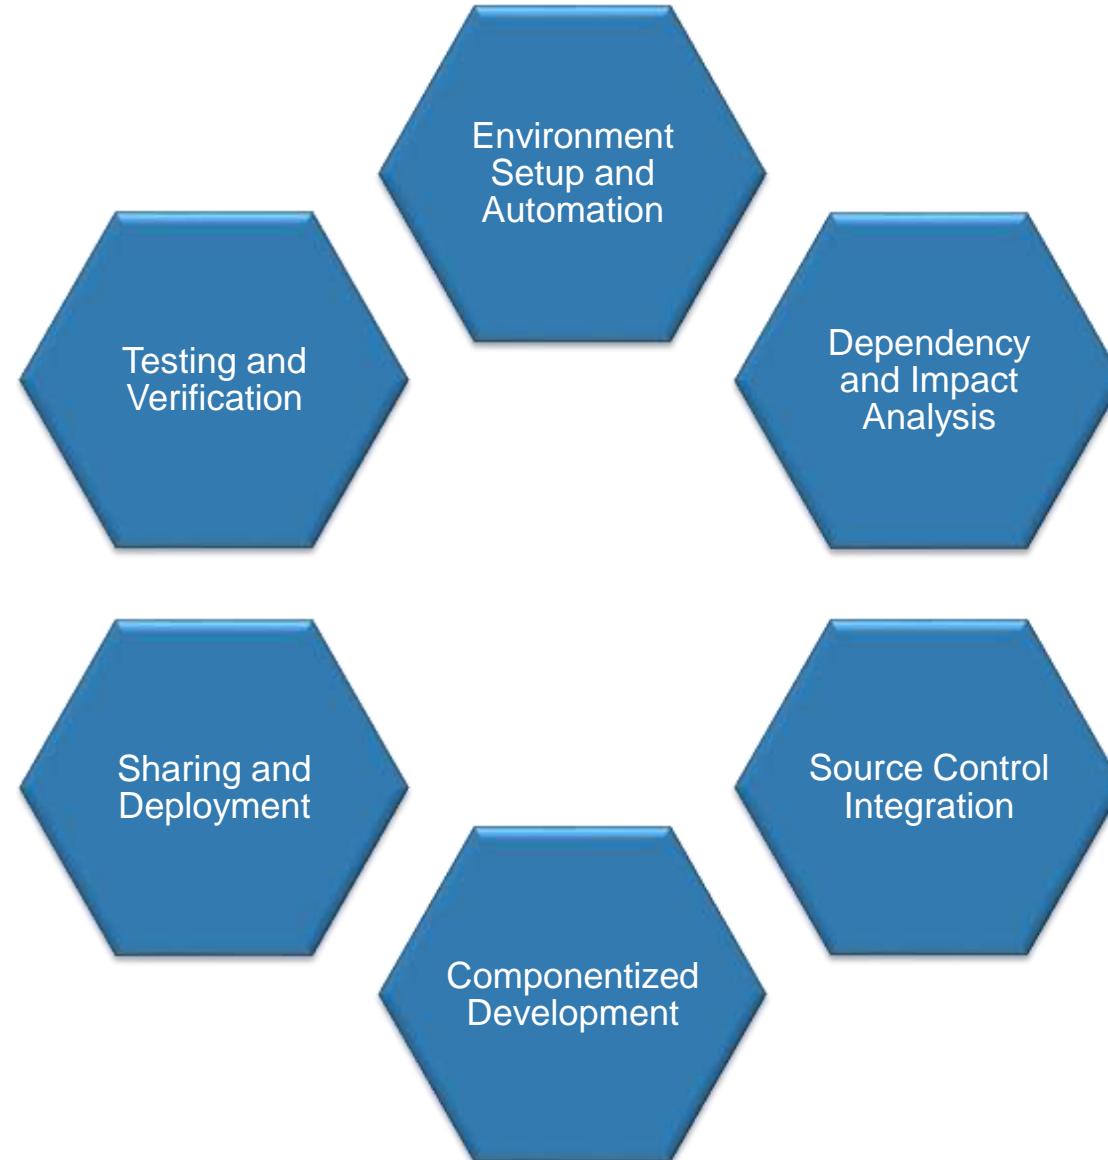 Environment
Setup and
Automation
Dependency
and Impact
Analysis
Source Control
Integration
Componentized
Development
Sharing and
Deployment
Testing and
Verification